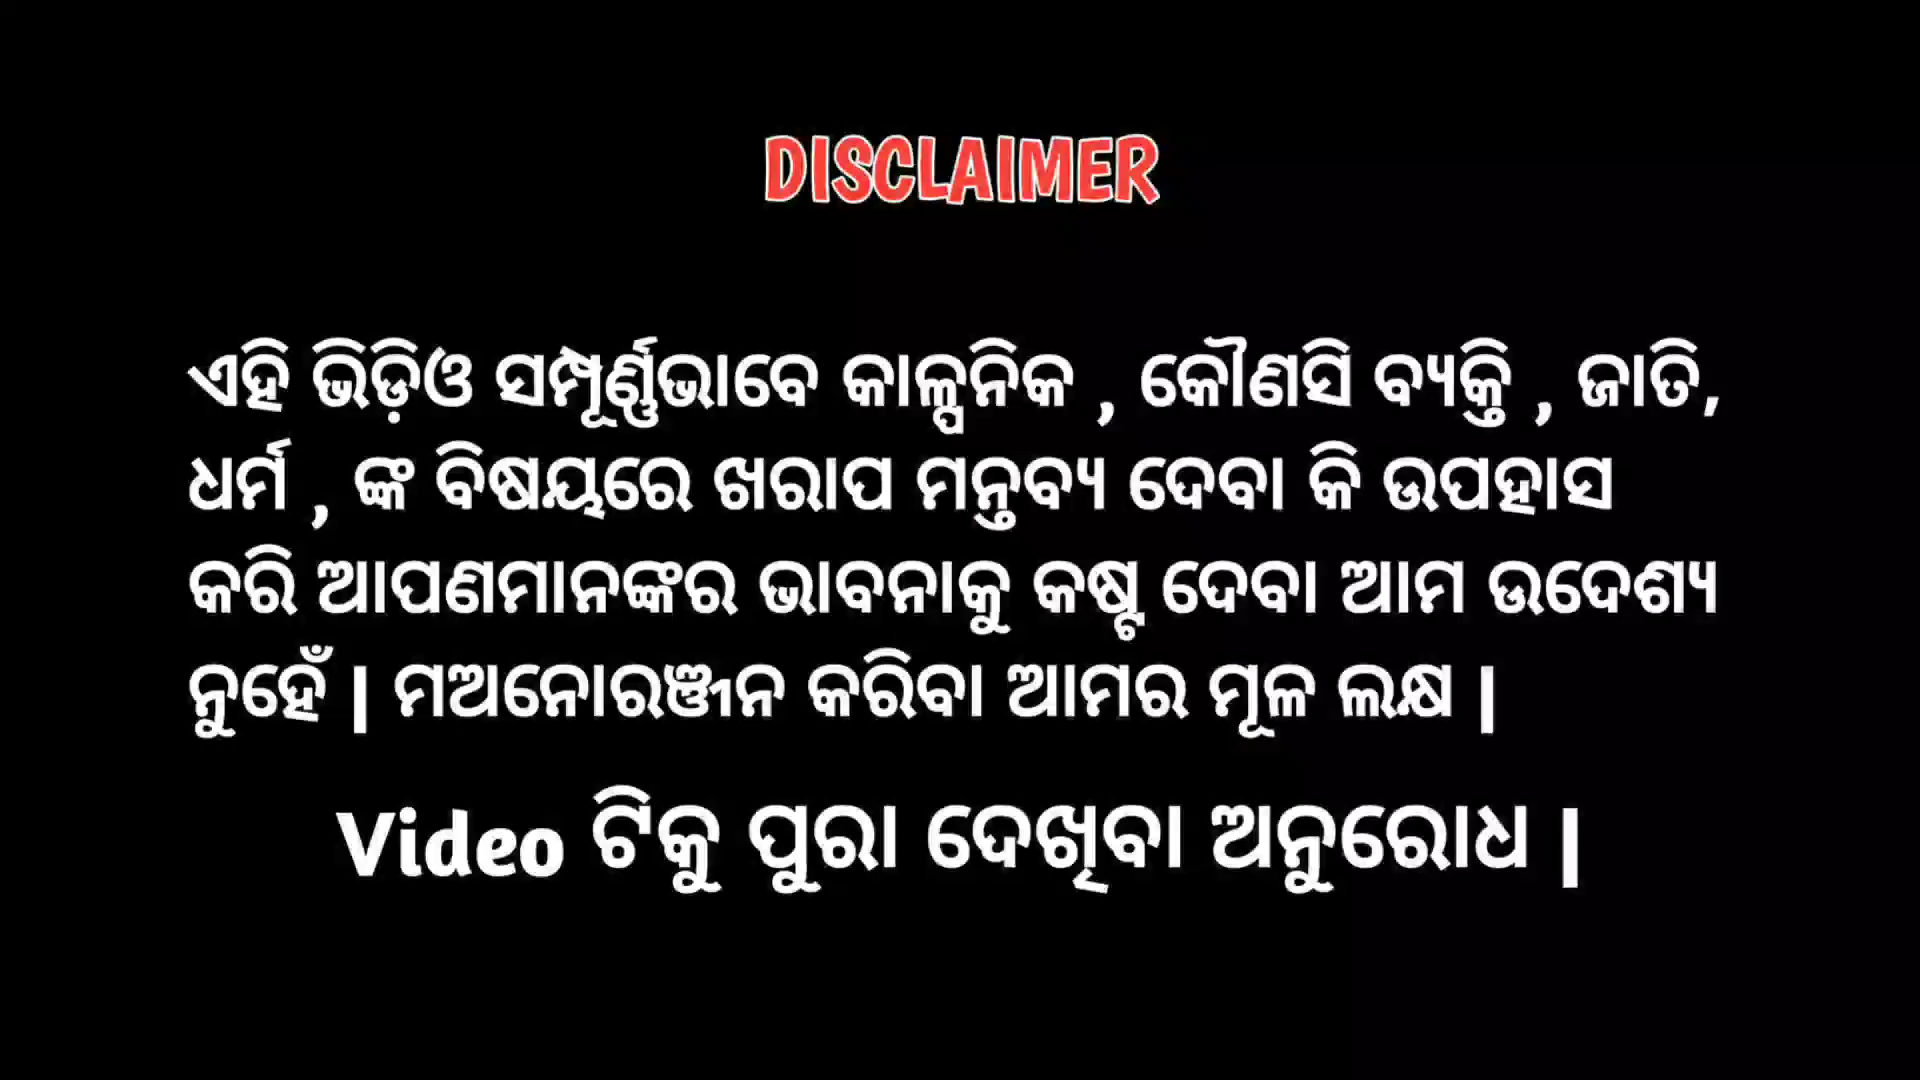 DISCLAIMER
ଏହି ଭିଡ଼ିଓ ସମ୍ପୂର୍ଣ୍ଣଭାବେ କାଳ୍ପନିକ , କୌଣସି ବ୍ୟକ୍ତି , ଜାତି,
ଧର୍ମ , ଙ୍କ ବିଷୟରେ ଖରାପ ମନ୍ତବ୍ୟ ଦେବା କି ଉପହାସ
କରି ଆପଣମାନଙ୍କର ଭାବନାକୁ କଷ୍ଟ ଦେବା ଆମ ଉଦେଶ୍ୟ
ନୁହେଁ | ମଅନୋରଞ୍ଜନ କରିବା ଆମର ମୂଳ ଲକ୍ଷ |
Video ଟିକୁ ପୁରା ଦେଖିବା ଅନୁରୋଧ |